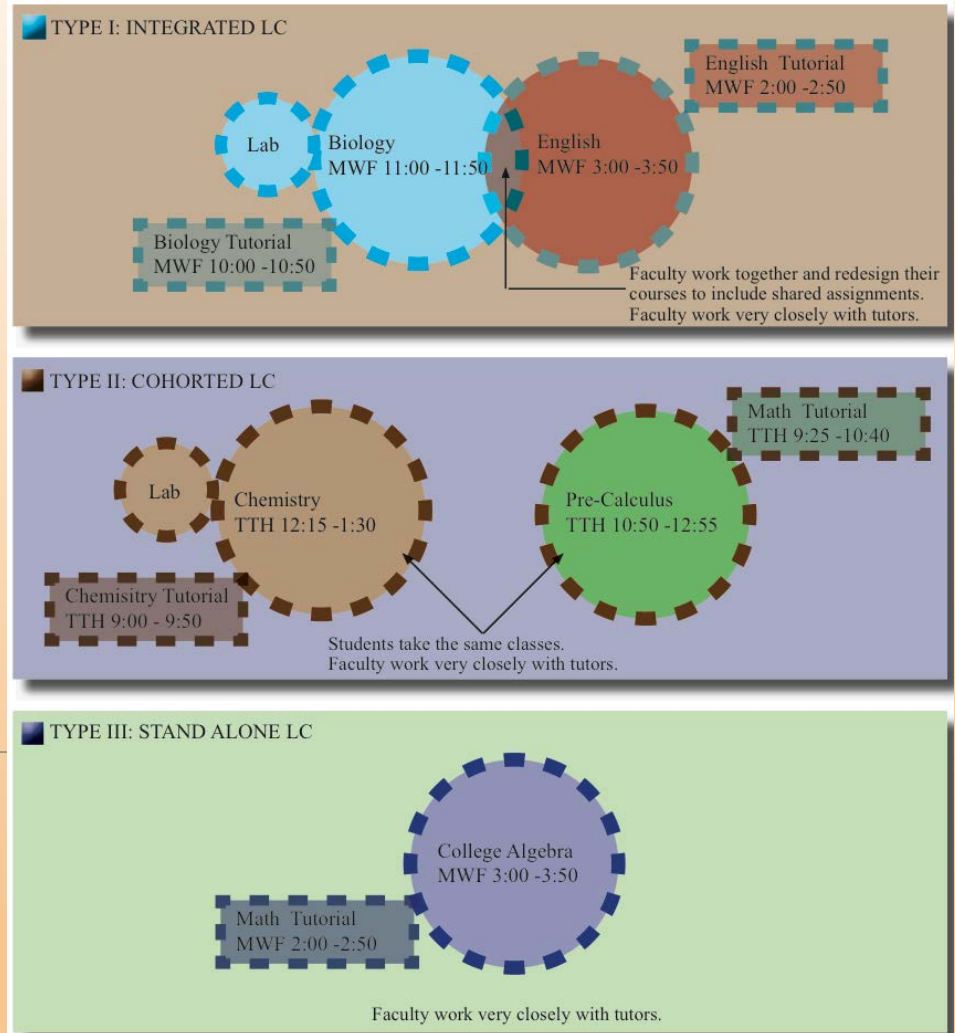 TYPE I: INTEGRATED LC
English Tutorial
MWF 2:00 -2:50
Lab
Biology
MWF 11:00 -11:50
English
MWF 3:00 -3:50
Biology Tutorial
MWF 10:00 -10:50
Faculty work together and redesign their
courses to include shared assignments.
Faculty work very closely with tutors.
TYPE II: COHORTED LC
Math Tutorial
TTH 9:25 -10:40
Lab
Chemistry
TTH 12:15 -1:30
Pre-Calculus
TTH 10:50 -12:55
Chemisitry Tutorial
TTH 9:00 - 9:50
Students take the same classes.
Faculty work very closely with tutors.
TYPE III: STAND ALONE LC
College Algebra
MWF 3:00 -3:50
Math Tutorial
MWF 2:00 -2:50
Faculty work very closely with tutors.